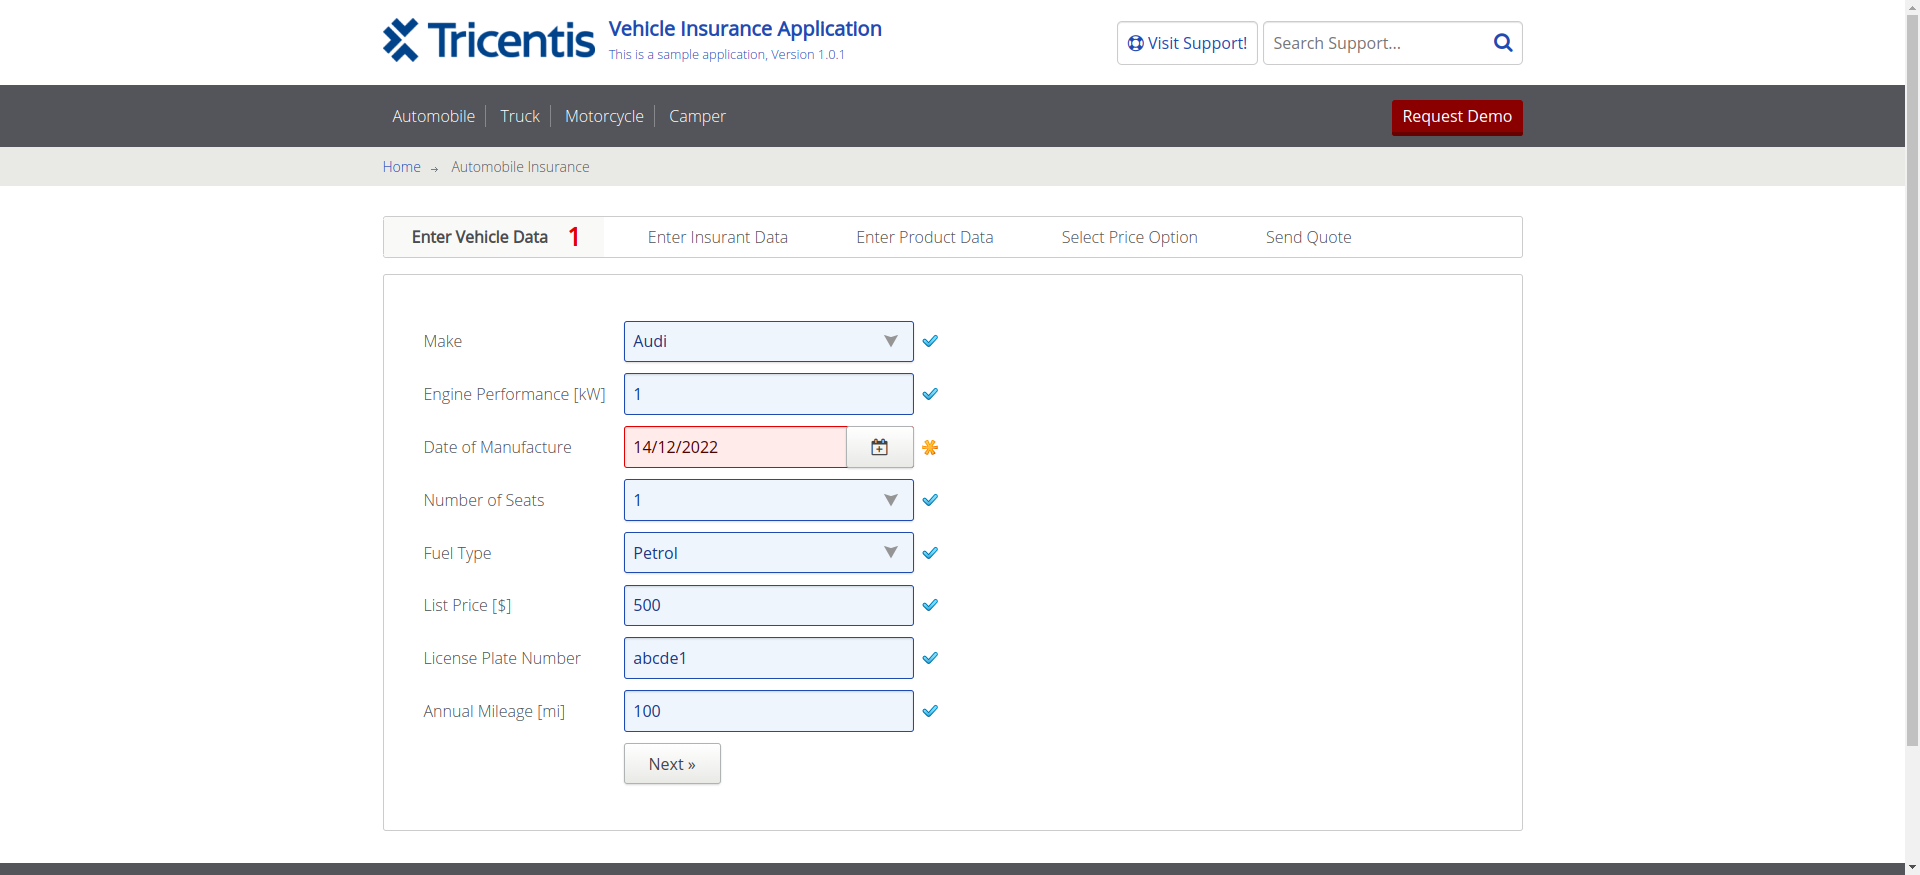 Tricentis
Vehicle Insurance Application
This is a sample application, Version 1.0.1
Visit Support!
Search Support...
Automobile
Truck
Motorcycle
Camper
Request Demo
Home → Automobile Insurance
Enter Vehicle Data 1
Enter Insurant Data
Enter Product Data
Select Price Option
Send Quote
Make
Audi
Engine Performance [kW]
1
Date of Manufacture
14/12/2022
Number of Seats
1
Fuel Type
Petrol
List Price [$]
500
License Plate Number
abcde1
Annual Mileage [mi]
100
Next »